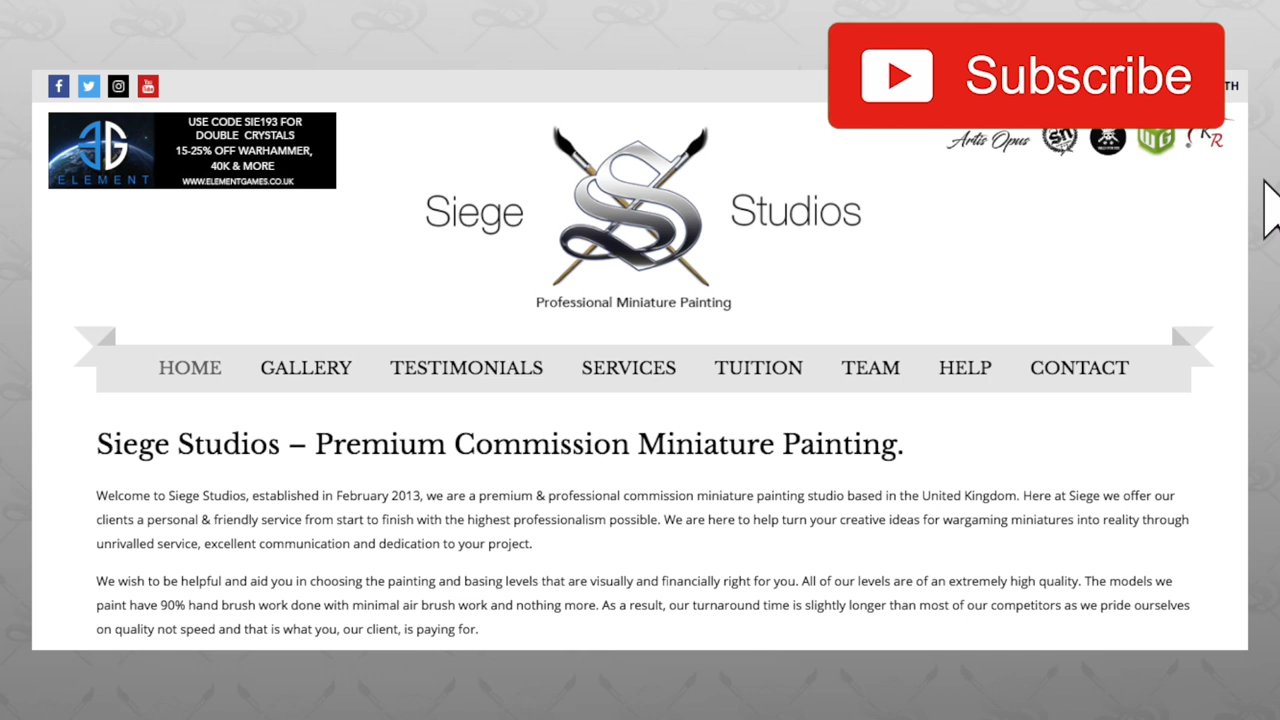 Subscribe
TH
USE CODE SIE193 FOR
DOUBLE CRYSTALS
15-25% OFF WARHAMMER,
40K & MORE
WWW.ELEMENTGAMES.CO.UK
ELEMENT
Artis Opus
Siege Studios
Professional Miniature Painting
HOME GALLERY TESTIMONIALS SERVICES TUITION TEAM HELP CONTACT
Siege Studios – Premium Commission Miniature Painting.
Welcome to Siege Studios, established in February 2013, we are a premium & professional commission miniature painting studio based in the United Kingdom. Here at Siege we offer our
clients a personal & friendly service from start to finish with the highest professionalism possible. We are here to help turn your creative ideas for wargaming miniatures into reality through
unrivalled service, excellent communication and dedication to your project.
We wish to be helpful and aid you in choosing the painting and basing levels that are visually and financially right for you. All of our levels are of an extremely high quality. The models we
paint have 90% hand brush work done with minimal air brush work and nothing more. As a result, our turnaround time is slightly longer than most of our competitors as we pride ourselves
on quality not speed and that is what you, our client, is paying for.